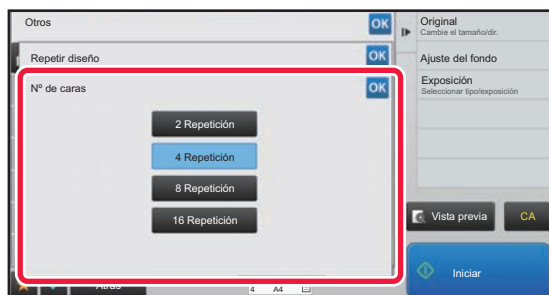 Otros
OK
Repetir diseño
OK
Nº de caras
OK
2 Repetición
4 Repetición
8 Repetición
16 Repetición
Atrás
4 A4
Original
Cambie el tamaño/dir.
Ajuste del fondo
Exposición
Seleccionar tipo/exposición
Vista previa
CA
Iniciar